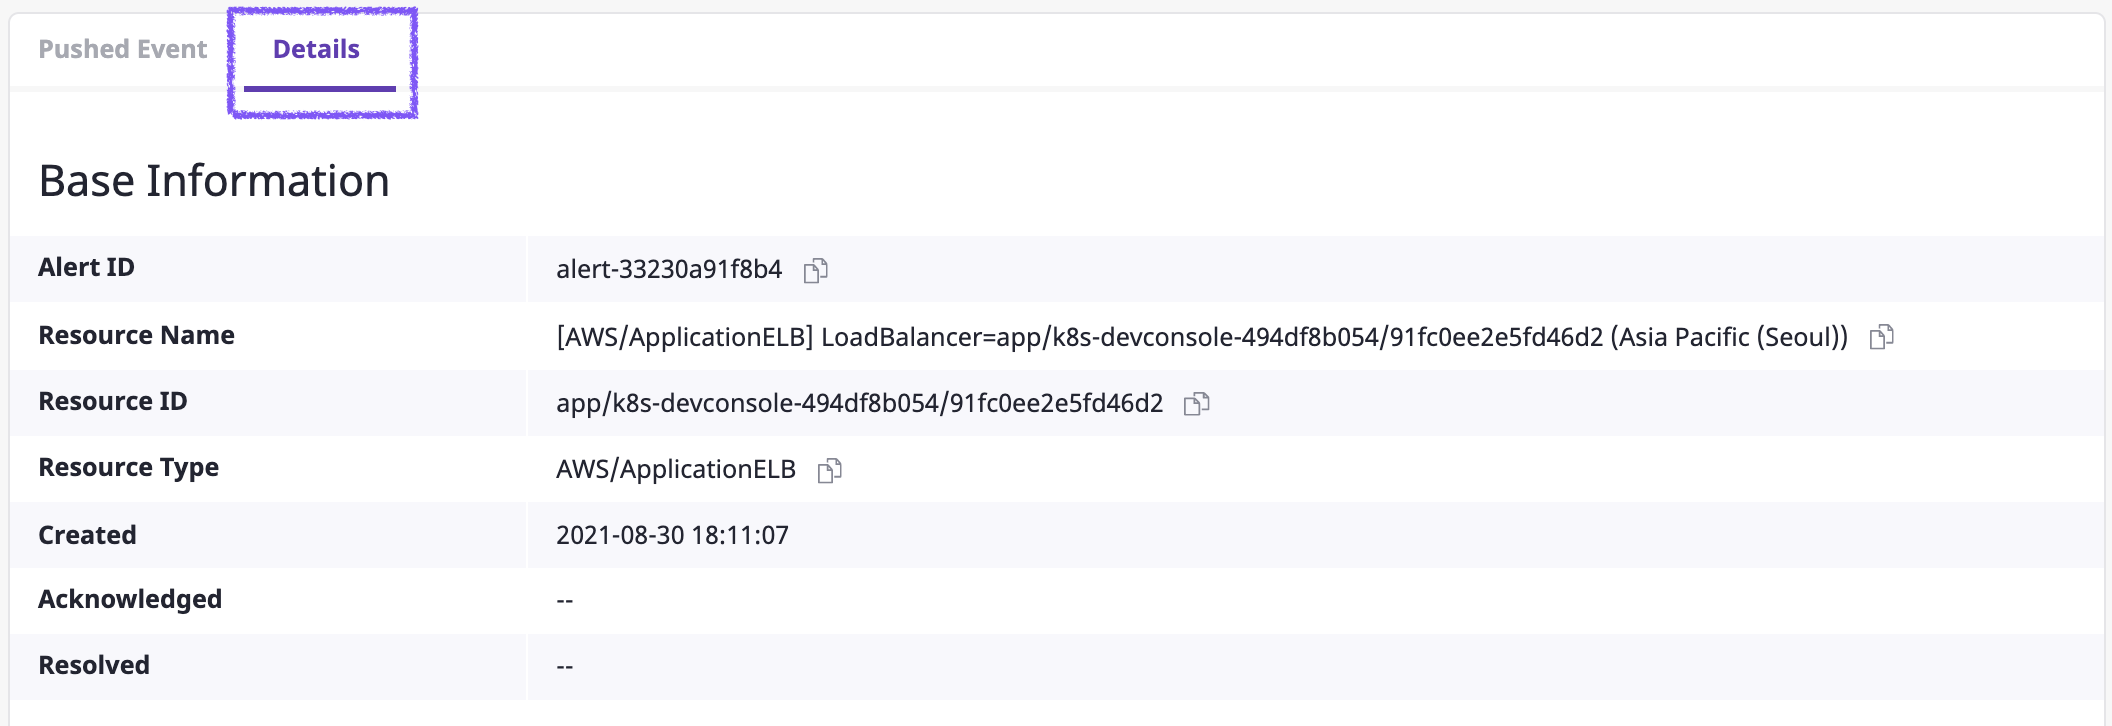 Pushed Event Details
Base Information
Alert ID alert-33230a91f8b4
Resource Name [AWS/ApplicationELB] LoadBalancer=app/k8s-devconsole-494df8b054/91fc0ee2e5fd46d2 (Asia Pacific (Seoul))
Resource ID app/k8s-devconsole-494df8b054/91fc0ee2e5fd46d2
Resource Type AWS/ApplicationELB
Created 2021-08-30 18:11:07
Acknowledged --
Resolved --